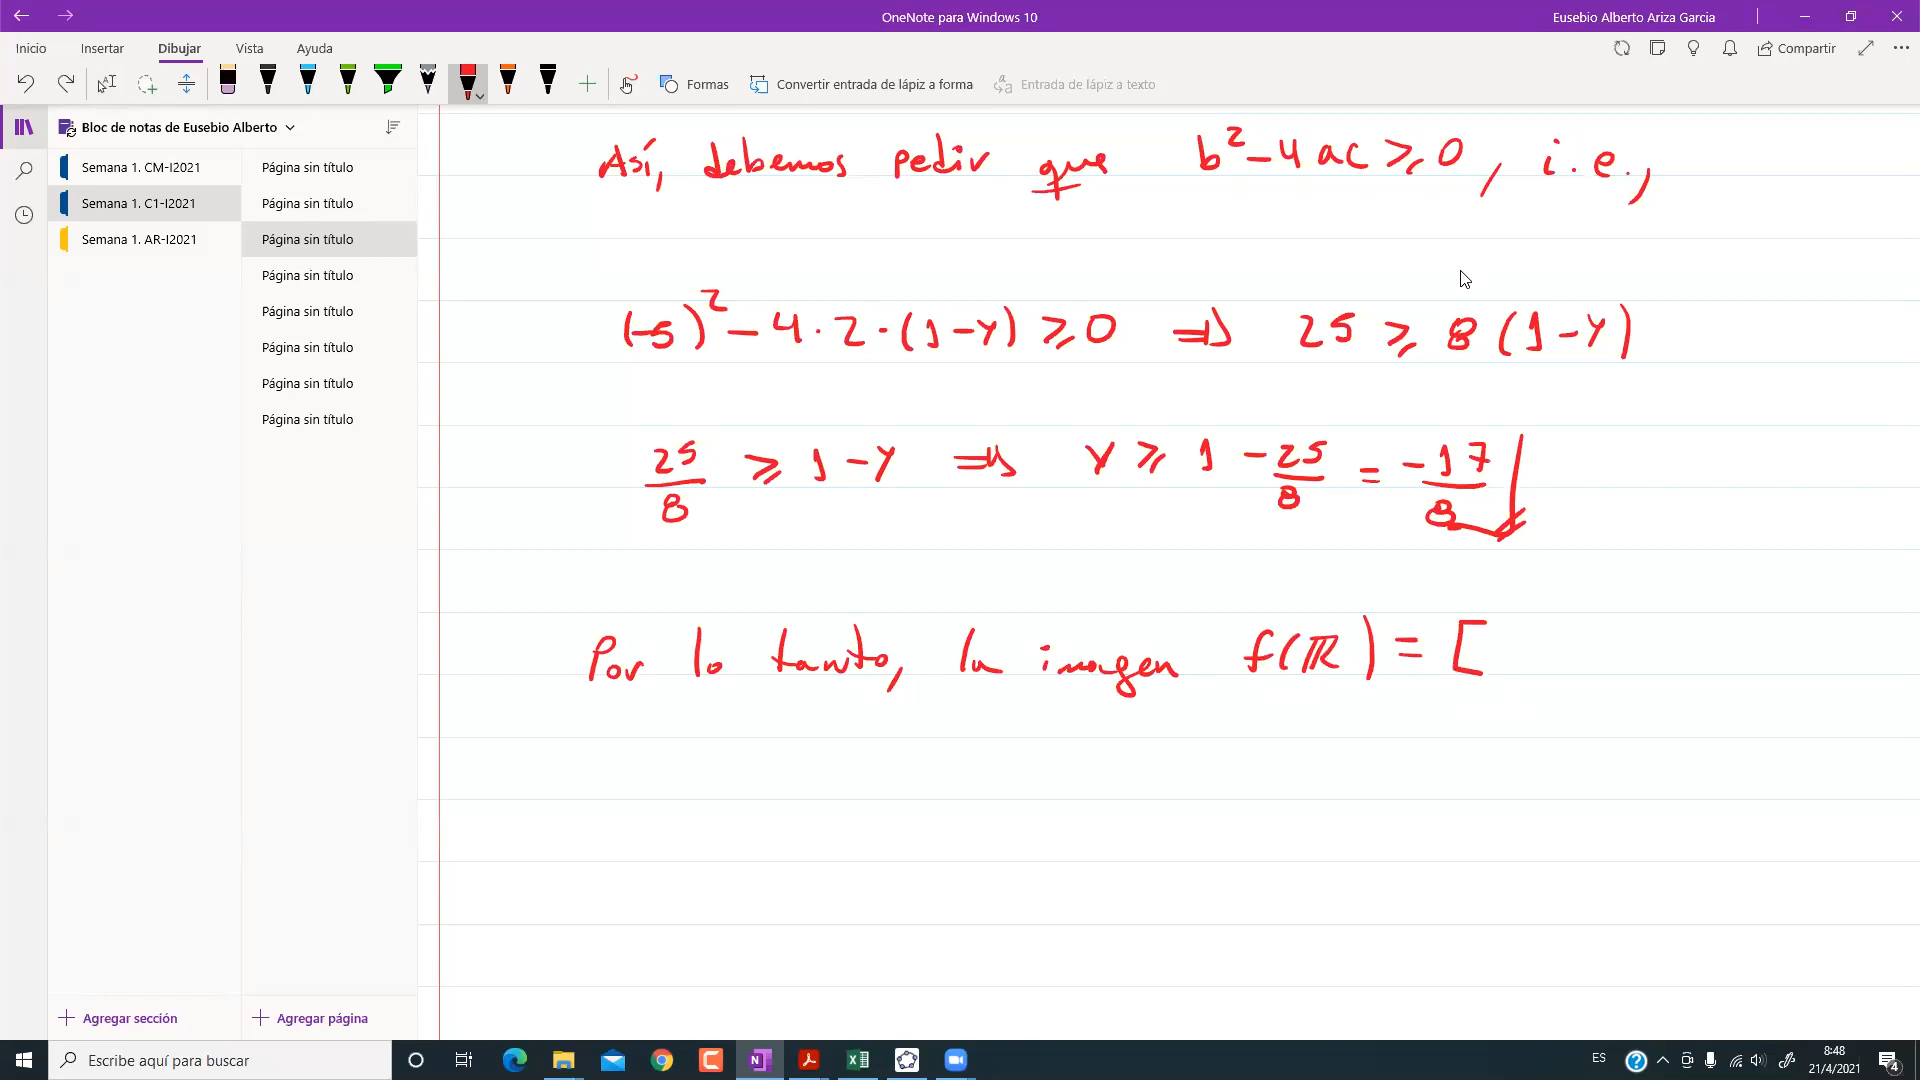 OneNote para Windows 10
Eusebio Alberto Ariza Garcia
Inicio Insertar Dibujar Vista Ayuda
Compartir
Formas Convertir entrada de lápiz a forma Entrada de lápiz a texto
Bloc de notas de Eusebio Alberto
Semana 1. CM-I2021
Semana 1. C1-I2021
Semana 1. AR-I2021
Página sin título
Página sin título
Página sin título
Página sin título
Página sin título
Página sin título
Página sin título
Página sin título
Así, debemos pedir que b² - 4ac ⩾ 0, i.e.,
(-5)² - 4 · 2 · (1 - y) ⩾ 0 ⇒ 25 ⩾ 8 (1 - y)
25/8 ⩾ 1 - y ⇒ y ⩾ 1 - 25/8 = -17/8
Por lo tanto, la imagen f(ℝ) = [
Agregar sección
Agregar página
Escribe aquí para buscar
ES
8:48
21/4/2021
4